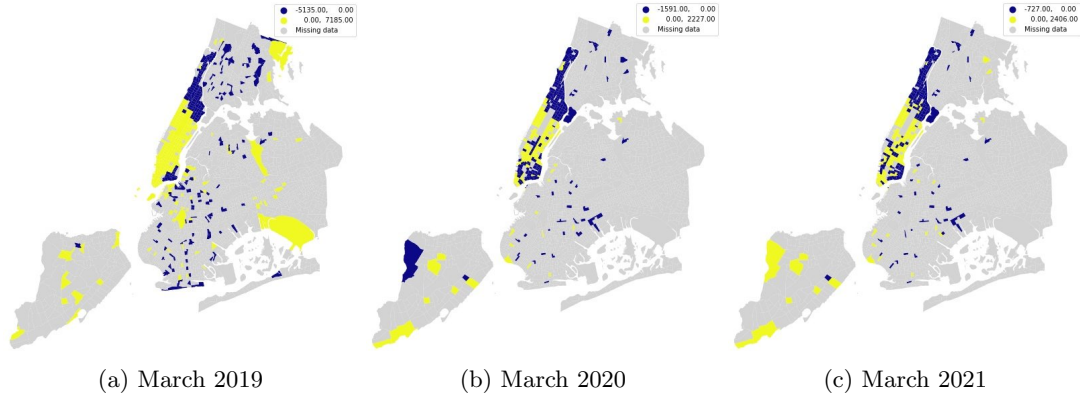 -5135.00, 0.00
0.00, 7185.00
Missing data
-1591.00, 0.00
0.00, 2227.00
Missing data
-727.00, 0.00
0.00, 2406.00
Missing data
(a) March 2019
(b) March 2020
(c) March 2021